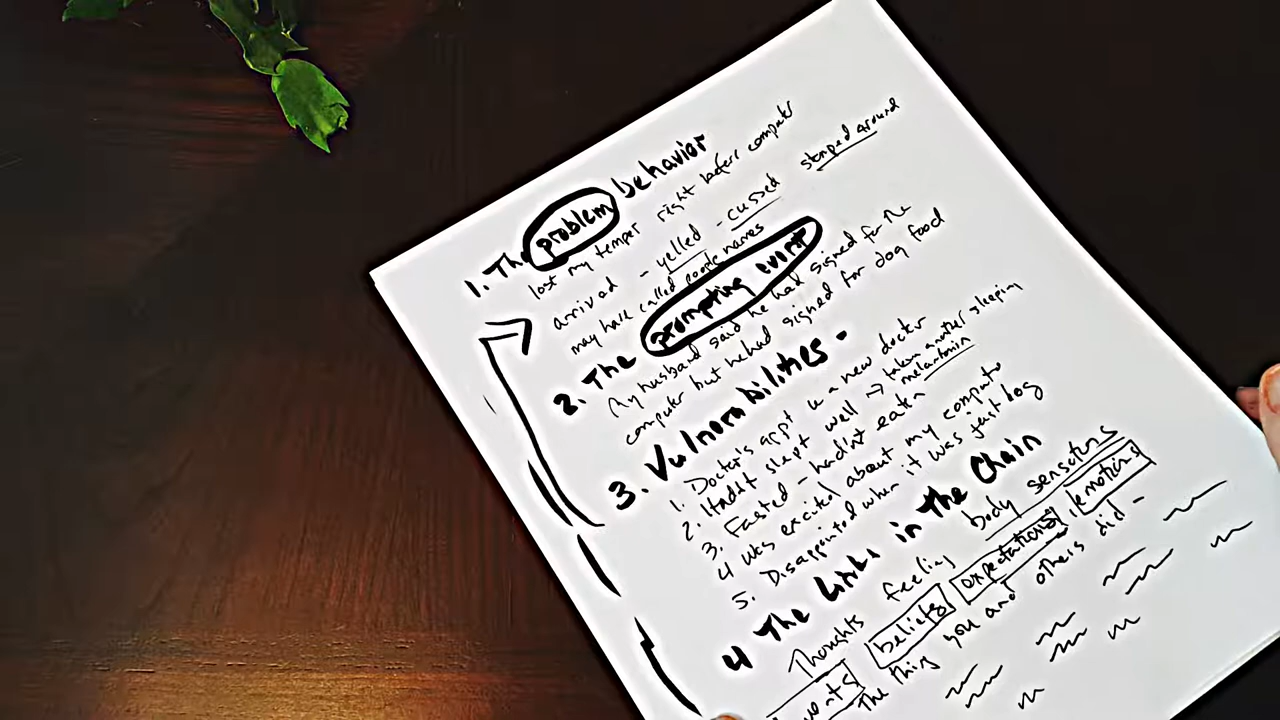 1. The problem behavior
lost my temper right before computer
arrived - yelled - cussed stomped around
may have called people names
2. The prompting event
My husband said he had signed for the
computer but he had signed for dog food
3. Vulnerabilities -
1. Doctor's appt w a new doctor
2. Hadn't slept well → taken another sleeping
melantonin
3. Fasted - hadn't eaten
4 Was excited about my computer
5. Disappointed when it was just dog
4 The Links in The Chain
Thoughts feeling body sensations
beliefs expectations, emotions
events
The thing you and others did -